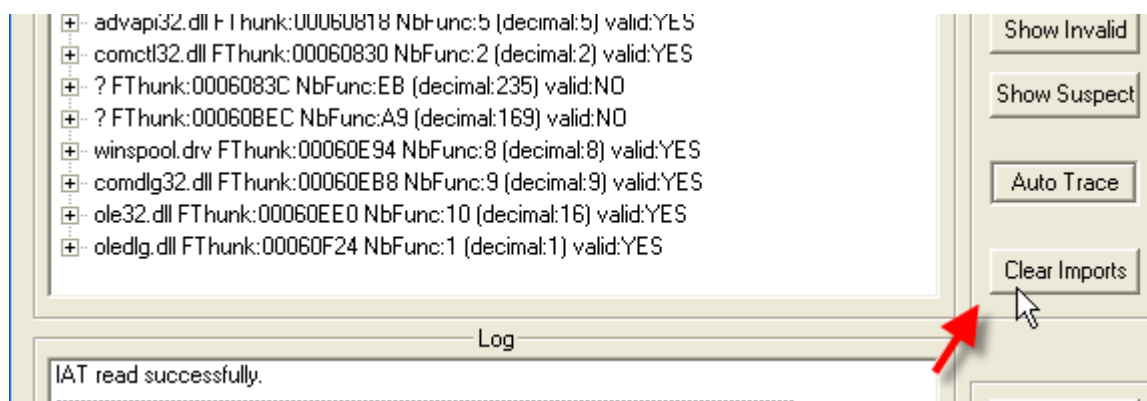 advapi32.dll FThunk:00060818 NbFunc:5 (decimal:5) valid:YES
comctl32.dll FThunk:00060830 NbFunc:2 (decimal:2) valid:YES
? FThunk:0006083C NbFunc:EB (decimal:235) valid:NO
? FThunk:00060BEC NbFunc:A9 (decimal:169) valid:NO
winspool.drv FThunk:00060E94 NbFunc:8 (decimal:8) valid:YES
comdlg32.dll FThunk:00060EB8 NbFunc:9 (decimal:9) valid:YES
ole32.dll FThunk:00060EE0 NbFunc:10 (decimal:16) valid:YES
oledlg.dll FThunk:00060F24 NbFunc:1 (decimal:1) valid:YES
Show Invalid
Show Suspect
Auto Trace
Clear Imports
Log
IAT read successfully.